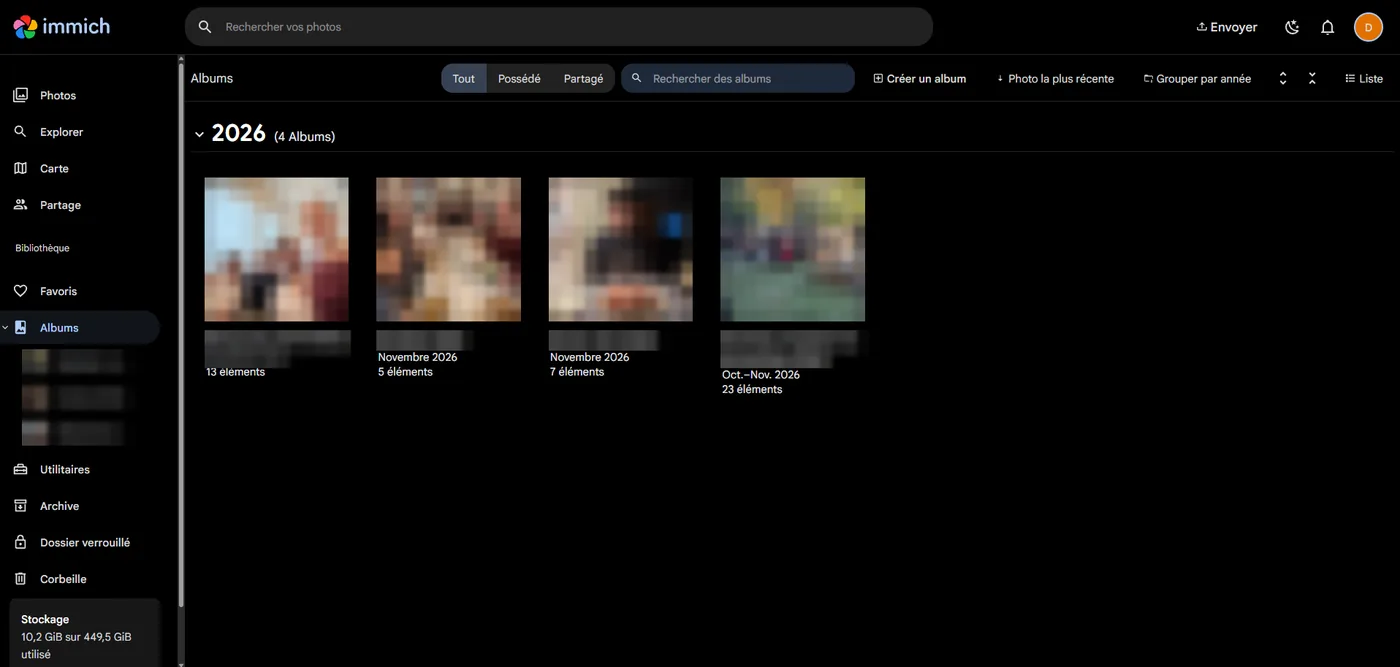 immich
Rechercher vos photos
Envoyer
D
Photos
Explorer
Carte
Partage
Bibliothèque
Favoris
Albums
Utilitaires
Archive
Dossier verrouillé
Corbeille
Stockage
10,2 GiB sur 449,5 GiB
utilisé
Albums
Tout Possédé Partagé
Rechercher des albums
Créer un album
Photo la plus récente
Grouper par année
Liste
2026 (4 Albums)
13 éléments
Novembre 2026
5 éléments
Novembre 2026
7 éléments
Oct.–Nov. 2026
23 éléments